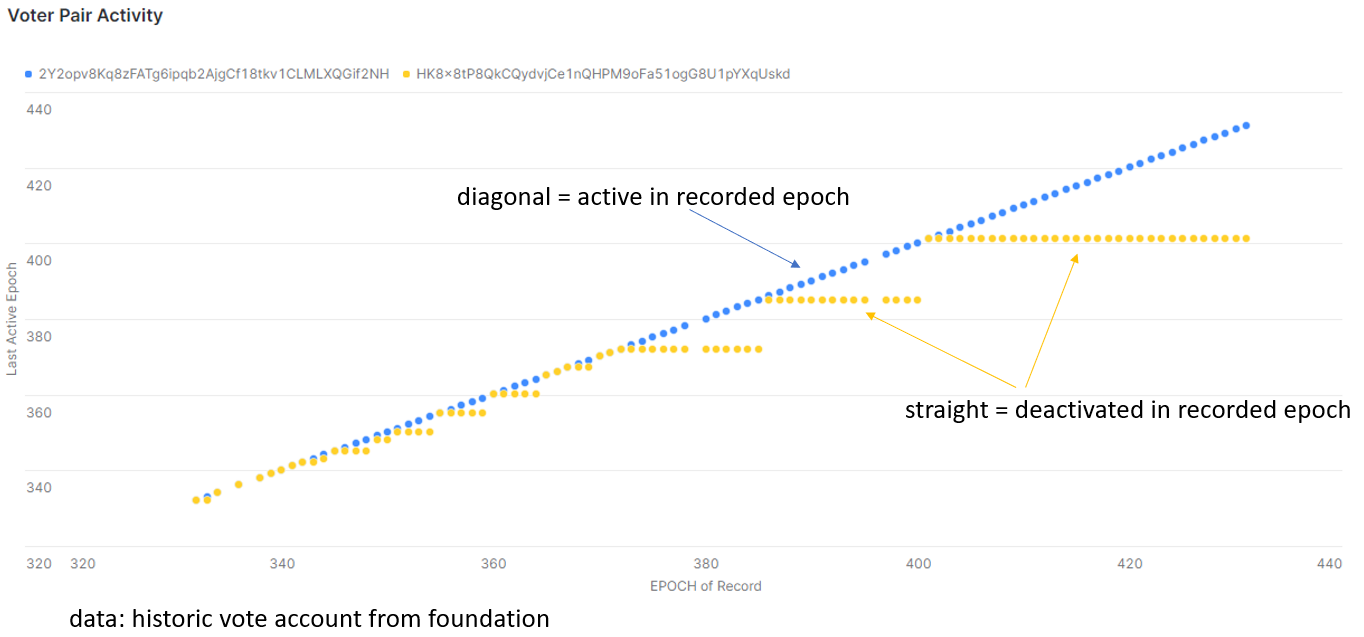 Voter Pair Activity
2Y2opv8Kq8zFATg6ipqb2AjgCf18tkv1CLMLXQGif2NH HK8×8tP8QkCQydvjCe1nQHPM9oFa51ogG8U1pYXqUskd
440
420
diagonal = active in recorded epoch
400
Last Active Epoch
380
360
straight = deactivated in recorded epoch
340
320 320 340 360 380 400 420 440
EPOCH of Record
data: historic vote account from foundation